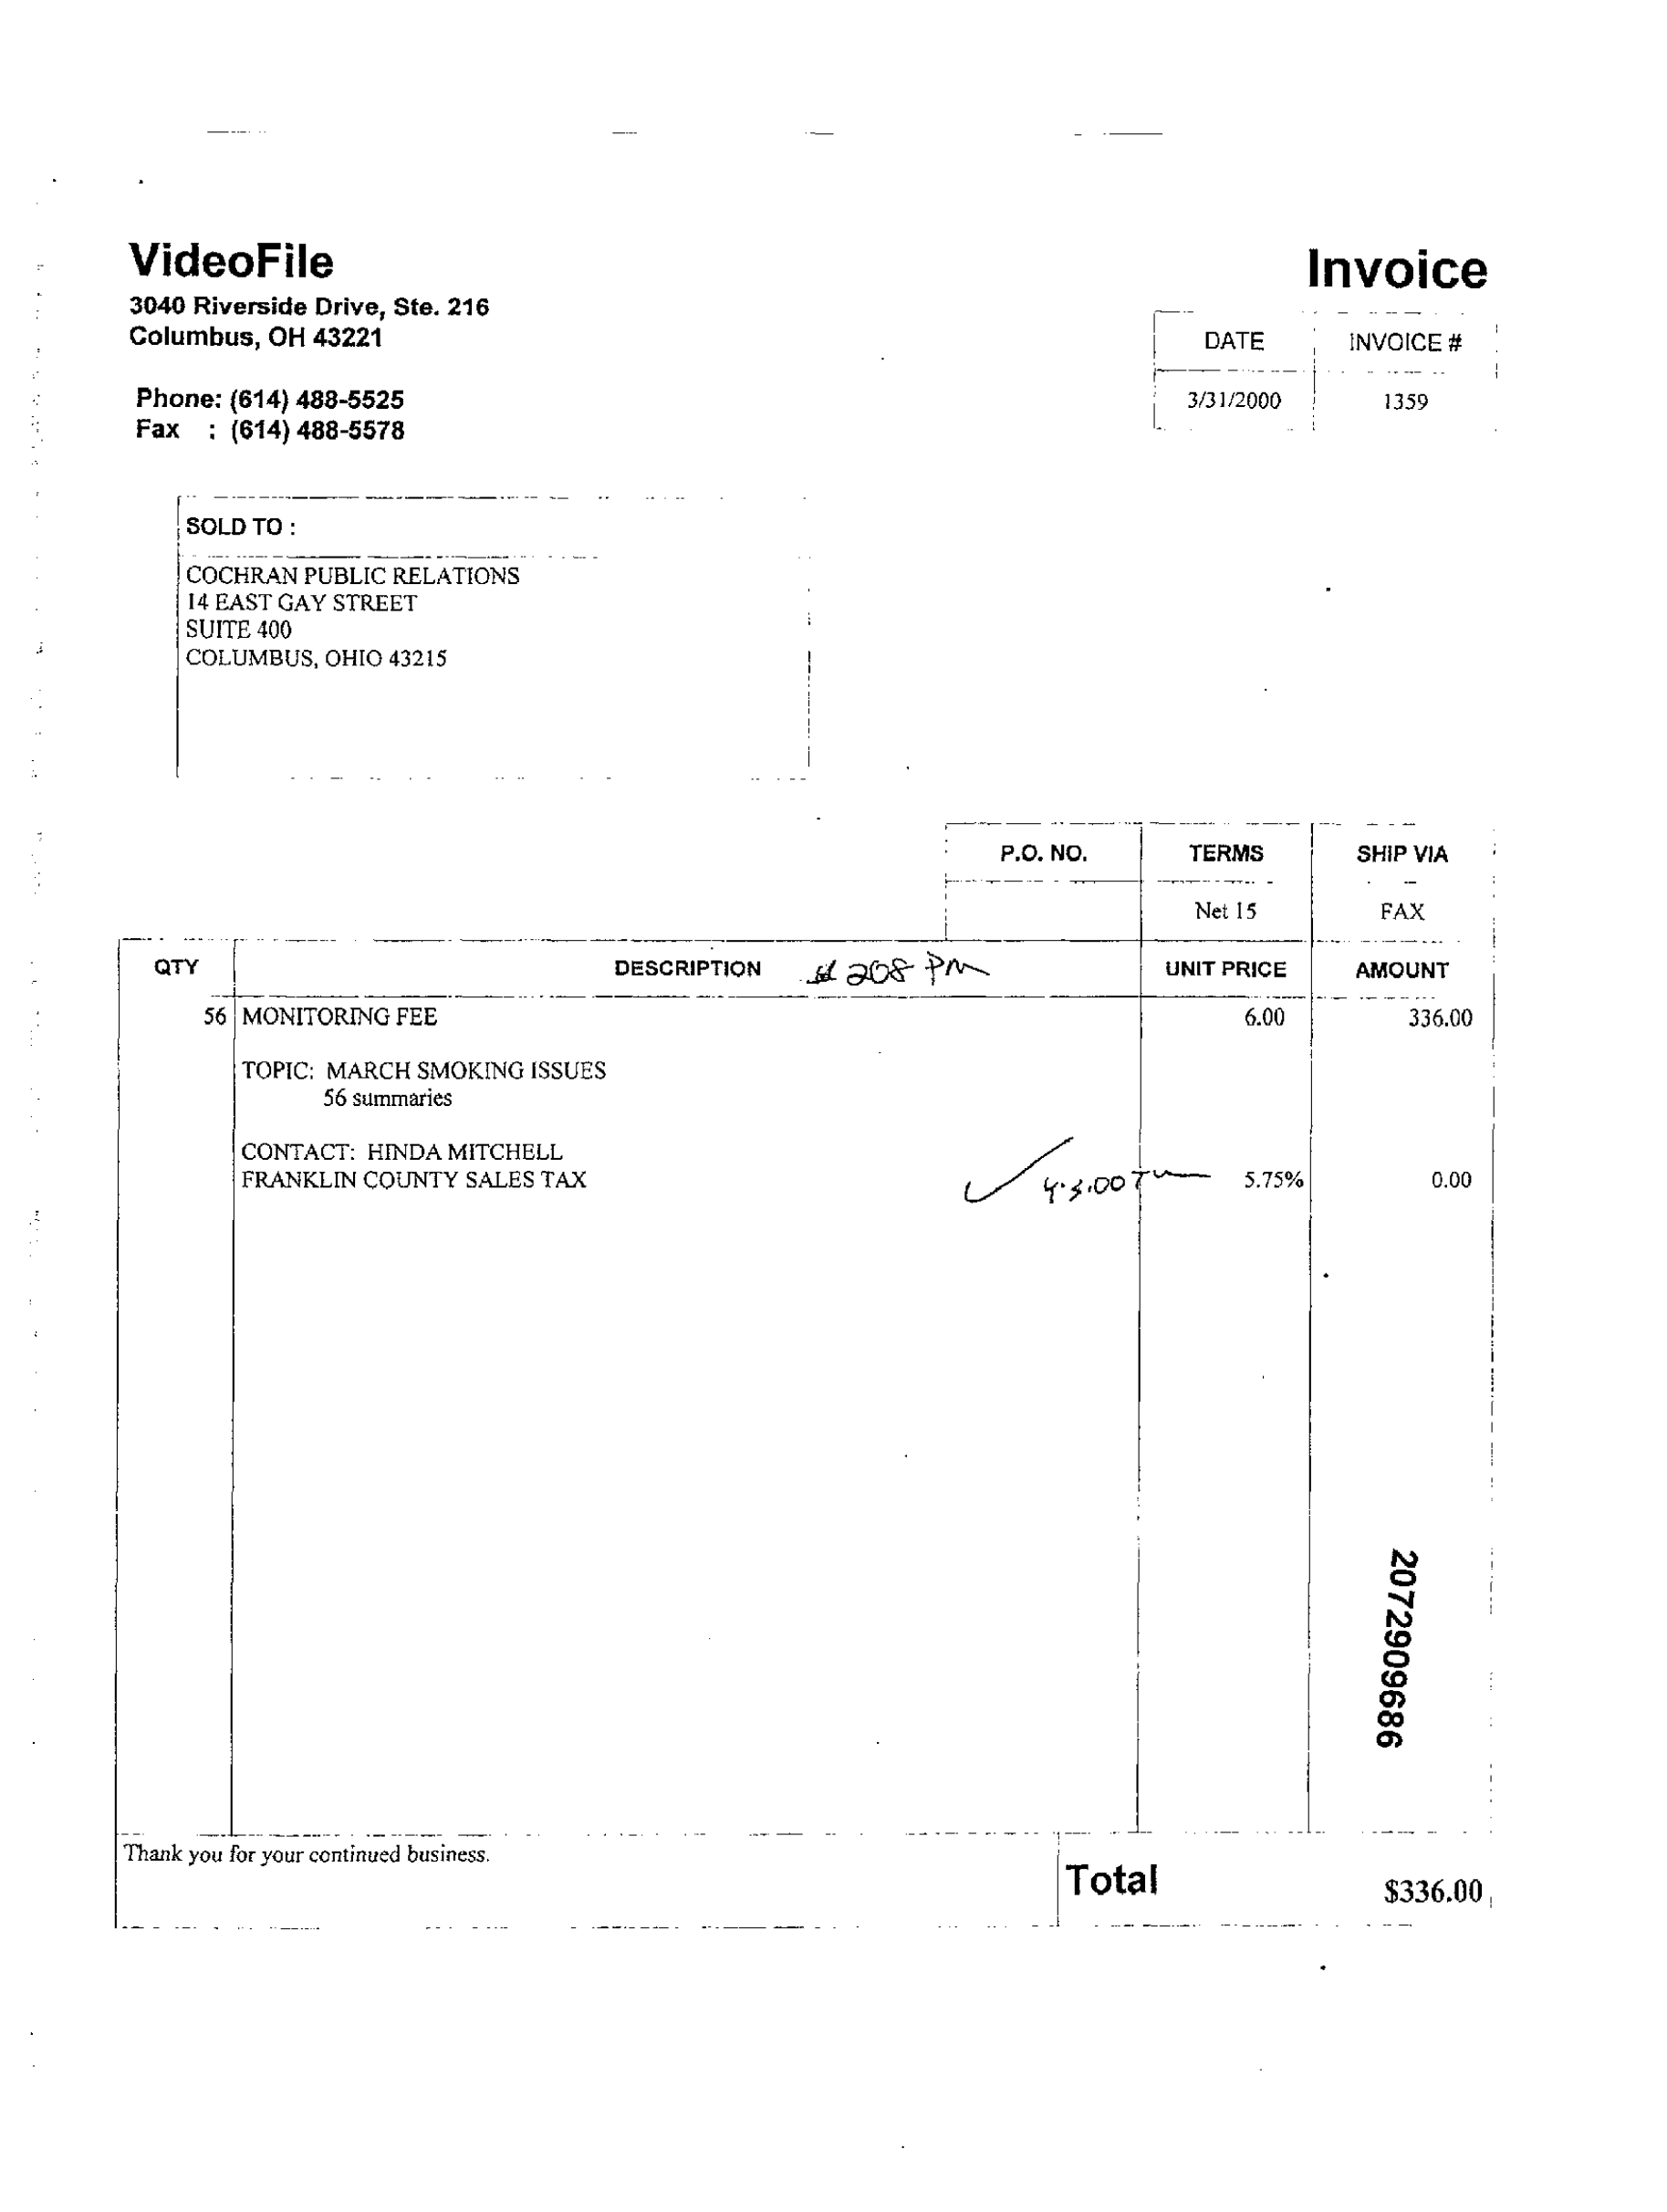 VideoFile
3040 Riverside Drive, Ste. 216
Columbus, OH 43221
Phone: (614) 488-5525
Fax : (614) 488-5578
Invoice
DATE INVOICE #
3/31/2000 1359
SOLD TO :
COCHRAN PUBLIC RELATIONS
14 EAST GAY STREET
SUITE 400
COLUMBUS, OHIO 43215
P.O. NO. TERMS SHIP VIA
Net 15 FAX
QTY DESCRIPTION 208 PM UNIT PRICE AMOUNT
56 MONITORING FEE 6.00 336.00
TOPIC: MARCH SMOKING ISSUES
56 summaries
CONTACT: HINDA MITCHELL
FRANKLIN COUNTY SALES TAX 5.75% 0.00
2072909686
Thank you for your continued business.
Total $336.00